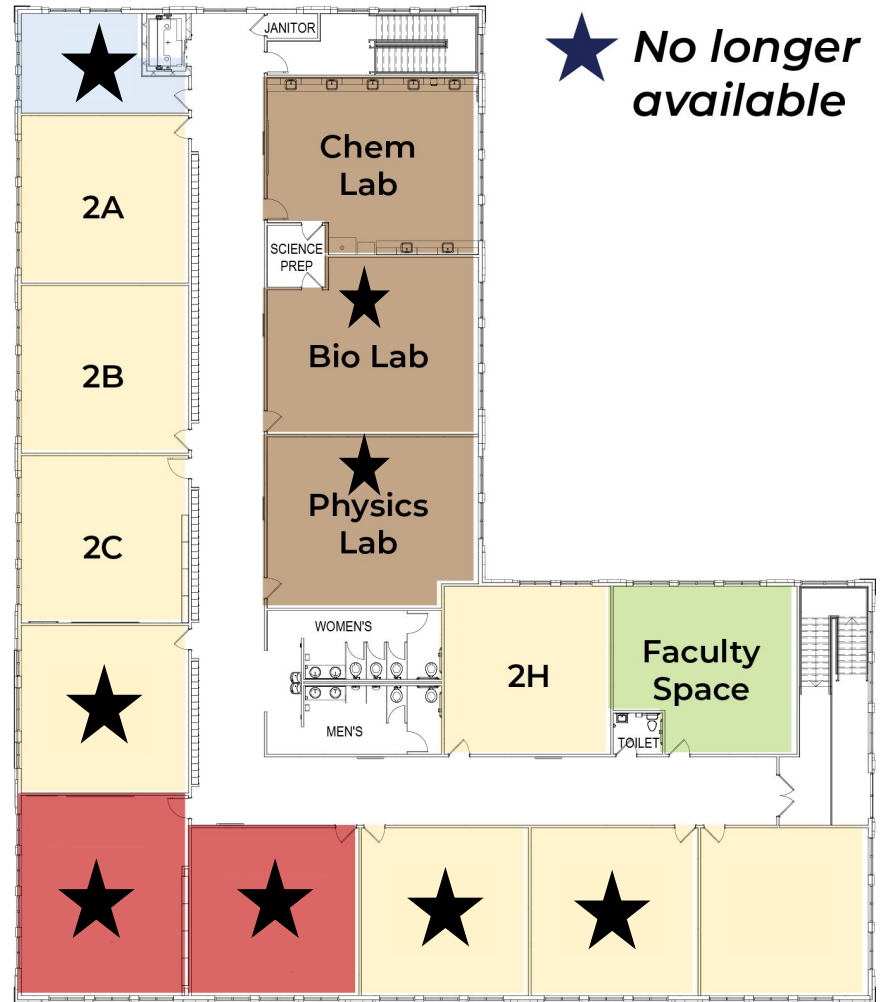 No longer
available
JANITOR
Chem
Lab
2A
SCIENCE
PREP
Bio Lab
2B
Physics
Lab
2C
WOMEN'S
MEN'S
2H
Faculty
Space
TOILET